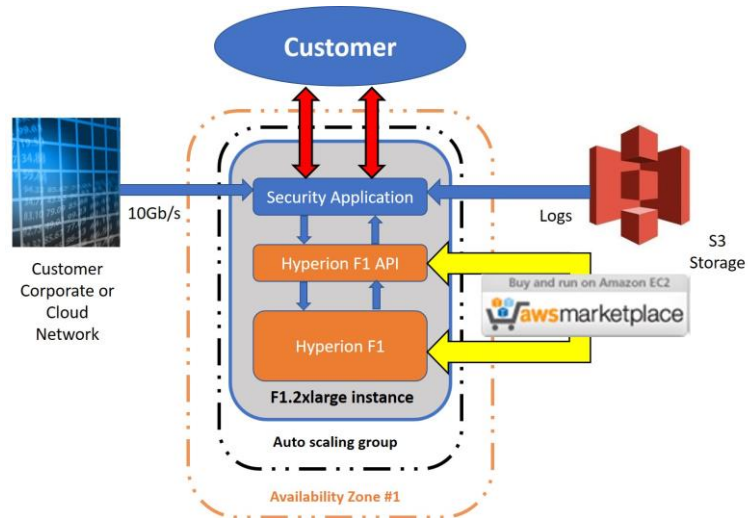 Customer
10Gb/s
Customer
Corporate or
Cloud
Network
Security Application
Hyperion F1 API
Hyperion F1
F1.2xlarge instance
Auto scaling group
Availability Zone #1
Logs
S3
Storage
Buy and run on Amazon EC2
awsmarketplace